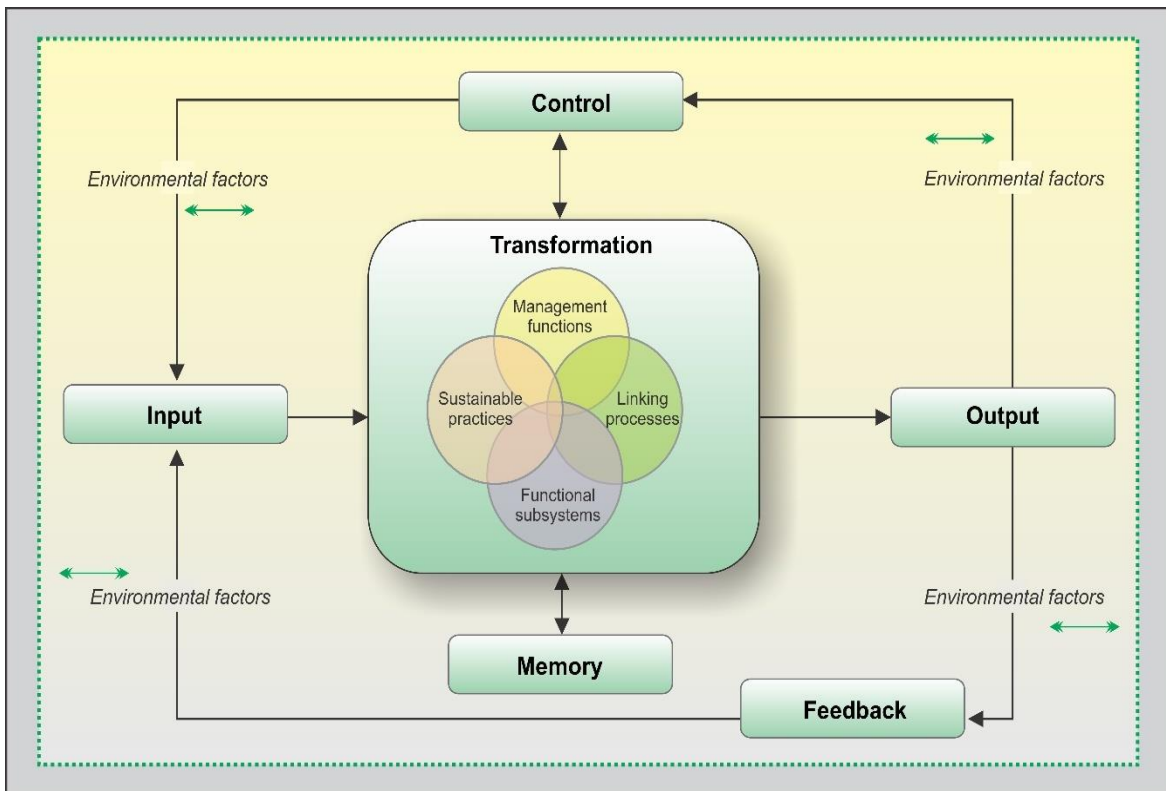 Control
Environmental factors
Environmental factors
Transformation
Management
functions
Sustainable
practices
Linking
processes
Input
Output
Functional
subsystems
Environmental factors
Environmental factors
Memory
Feedback